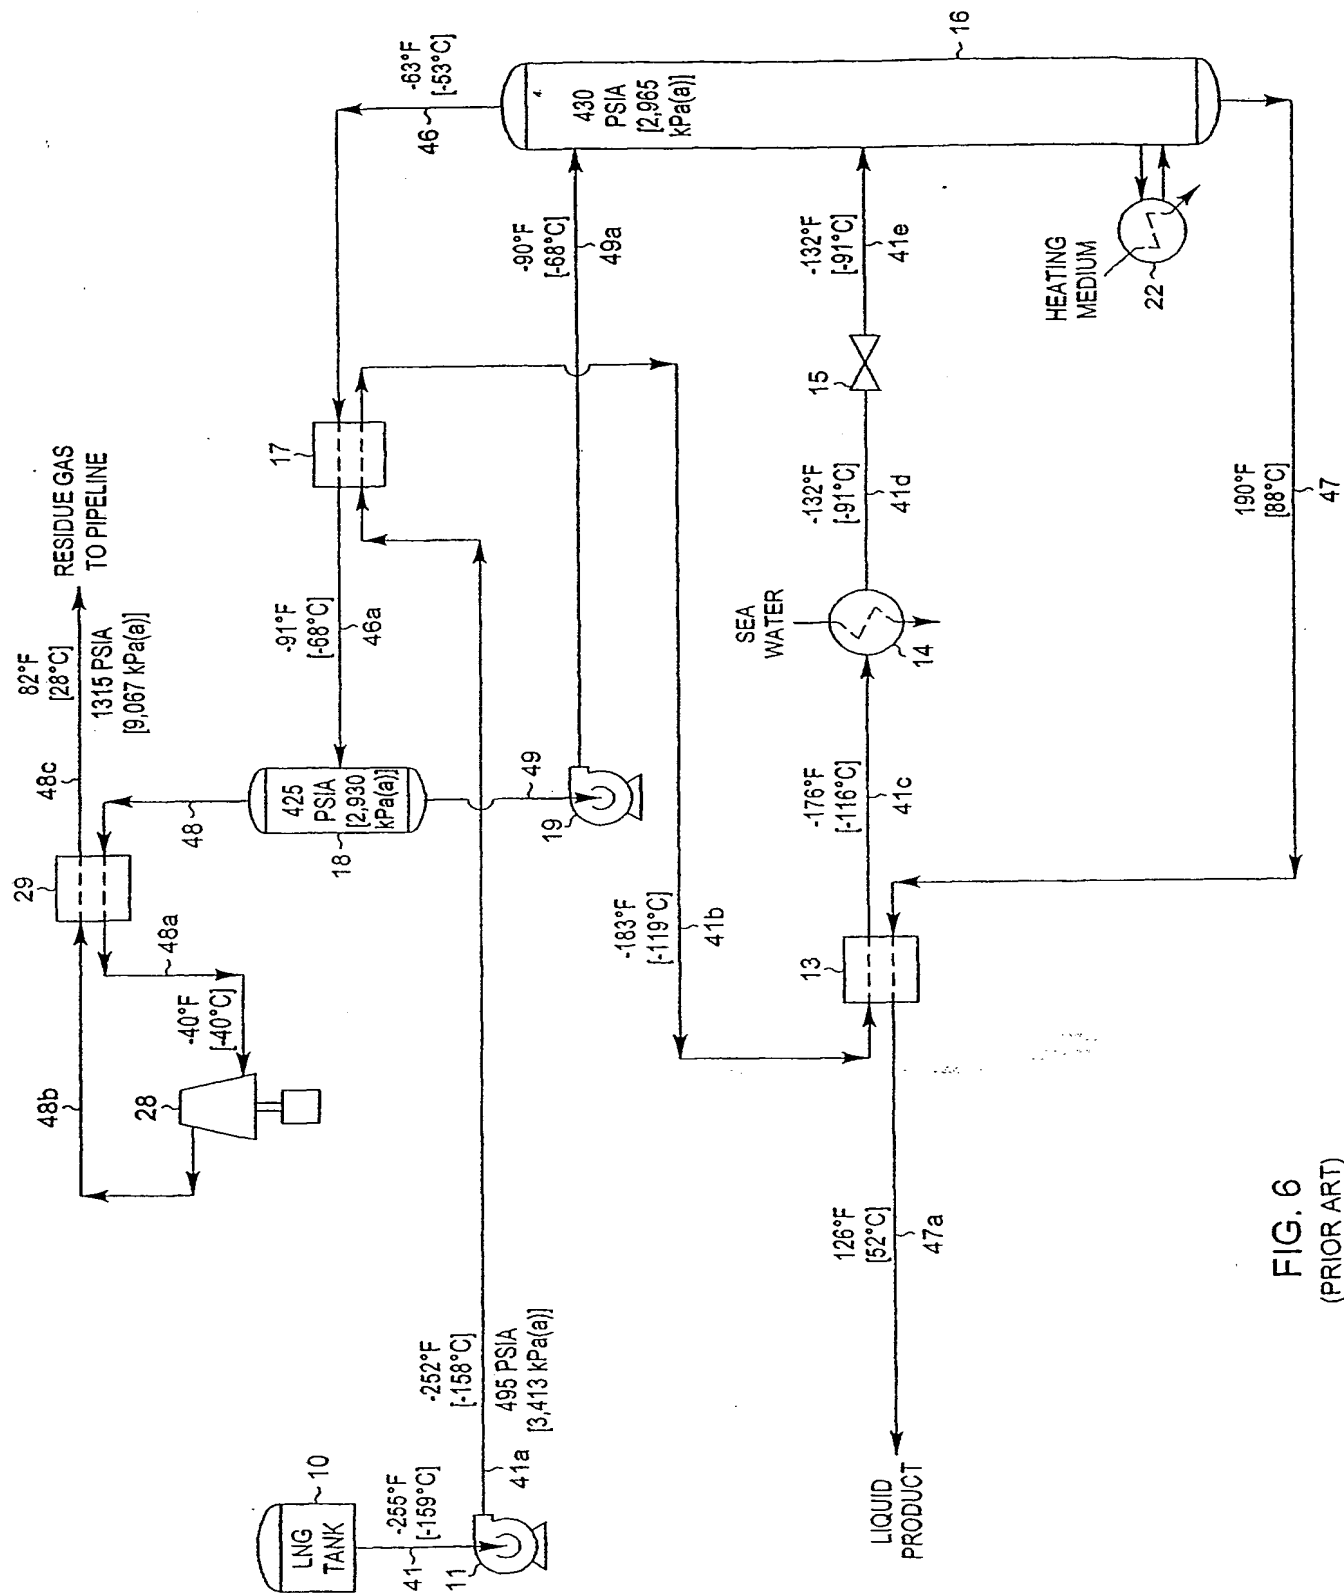 LNG
TANK
10
-255°F
[-159°C]
41
11
-252°F
[-158°C]
495 PSIA
[3,413 kPa(a)]
41a
48b
28
-40°F
[-40°C]
48a
29
48
48c
82°F
[28°C]
1315 PSIA
[9,067 kPa(a)]
RESIDUE GAS
TO PIPELINE
425
PSIA
[2,930
kPa(a)]
18
49
19
-91°F
[-68°C]
46a
17
-63°F
[-53°C]
46
430
PSIA
[2,965
kPa(a)]
16
-90°F
[-68°C]
49a
-183°F
[-119°C]
41b
13
-176°F
[-116°C]
41c
SEA
WATER
14
-132°F
[-91°C]
41d
15
-132°F
[-91°C]
41e
HEATING
MEDIUM
22
190°F
[88°C]
47
126°F
[52°C]
47a
LIQUID
PRODUCT
FIG. 6
(PRIOR ART)